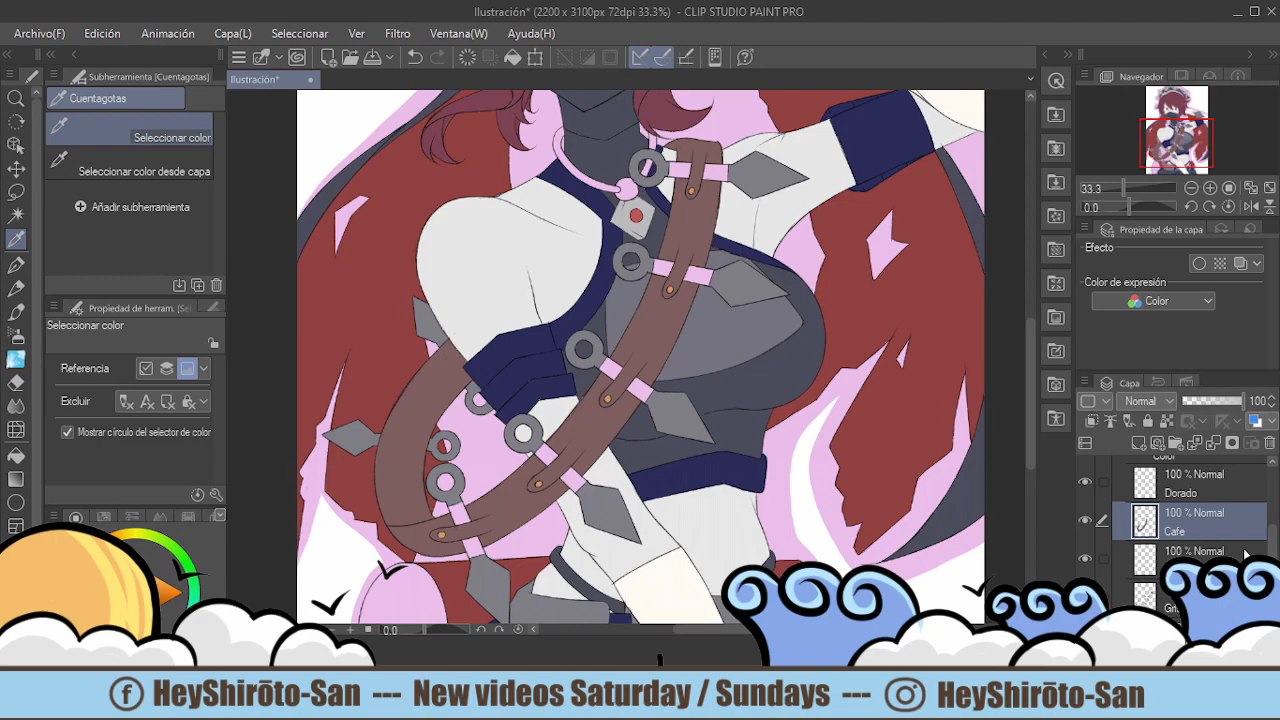 Ilustración* (2200 x 3100px 72dpi 33.3%) - CLIP STUDIO PAINT PRO
Archivo(F) Edición Animación Capa(L) Seleccionar Ver Filtro Ventana(W) Ayuda(H)
Subherramienta [Cuentagotas]
Ilustración*
Navegador
Cuentagotas
Seleccionar color
Seleccionar color desde capa
Añadir subherramienta
33.3
0.0
Propiedad de la capa
Efecto
Color de expresión
Color
Propiedad de herram. [Sel
Seleccionar color
Referencia
Excluir
Mostrar círculo del selector de color
Capa
Normal 100
Color
100 % Normal
Dorado
100 % Normal
Cafe
100 % Normal
0.0
HeyShirōto-San --- New videos Saturday / Sundays --- HeyShirōto-San